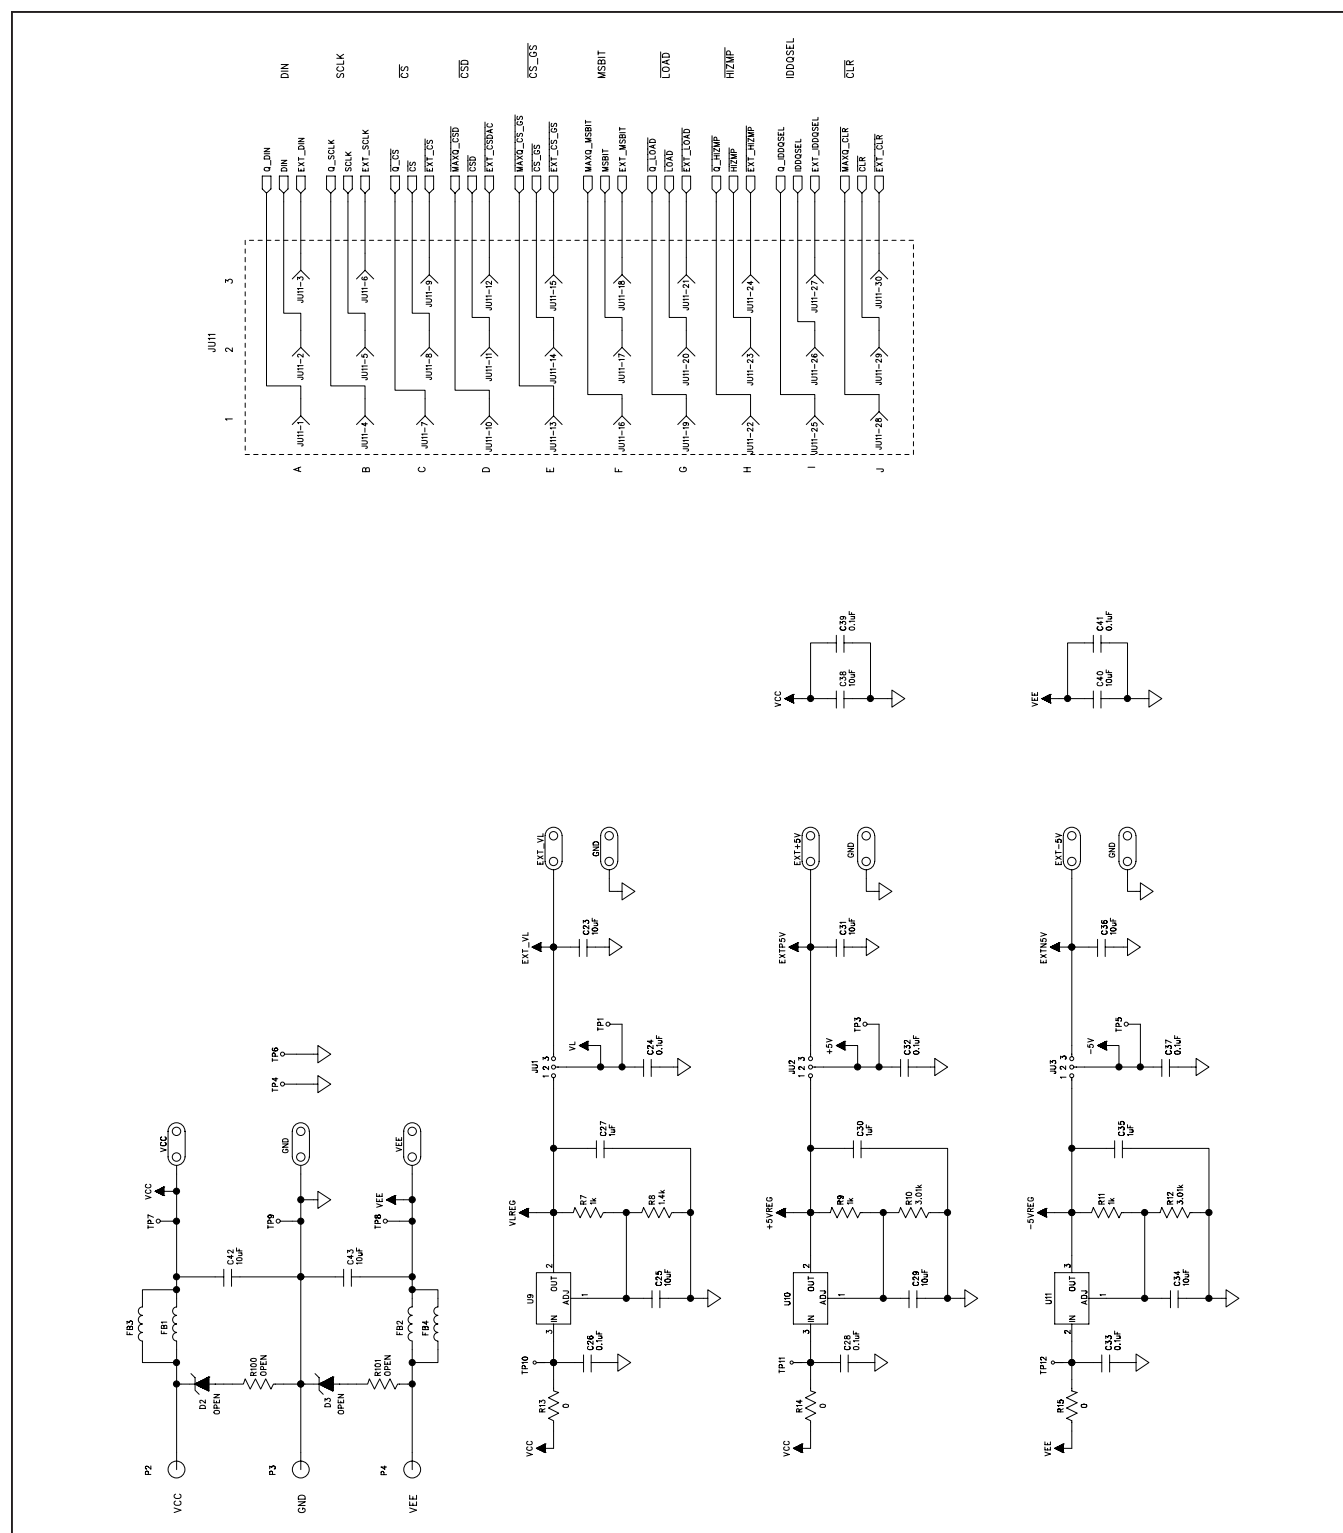 DIN
SCLK
C̅S̅
C̅S̅D̅
C̅S̅_̅G̅S̅
MSBIT
L̅O̅A̅D̅
H̅I̅Z̅M̅P̅
IDDQSEL
C̅L̅R̅
Q_DIN
DIN
EXT_DIN
Q_SCLK
SCLK
EXT_SCLK
Q_CS
CS
EXT_CS
MAXQ_CSD
CSD
EXT_CSDAC
MAXQ_CS_GS
CS_GS
EXT_CS_GS
MAXQ_MSBIT
MSBIT
EXT_MSBIT
Q_LOAD
LOAD
EXT_LOAD
Q_HIZMP
HIZMP
EXT_HIZMP
Q_IDDQSEL
IDDQSEL
EXT_IDDQSEL
MAXQ_CLR
CLR
EXT_CLR
JU11
1
2
3
A
JU11-1
JU11-2
JU11-3
B
JU11-4
JU11-5
JU11-6
C
JU11-7
JU11-8
JU11-9
D
JU11-10
JU11-11
JU11-12
E
JU11-13
JU11-14
JU11-15
F
JU11-16
JU11-17
JU11-18
G
JU11-19
JU11-20
JU11-21
H
JU11-22
JU11-23
JU11-24
I
JU11-25
JU11-26
JU11-27
J
JU11-28
JU11-29
JU11-30
VCC
C38
10uF
C39
0.1uF
VEE
C40
10uF
C41
0.1uF
VCC
P2
D2
OPEN
R100
OPEN
FB3
FB1
C42
10uF
TP7
VCC
VCC
GND
P3
D3
OPEN
R101
OPEN
C43
10uF
TP9
GND
TP4
TP6
VEE
P4
FB2
FB4
TP8
VEE
VEE
VCC
R13
0
TP10
C26
0.1uF
U9
3
IN
OUT
2
ADJ
1
C25
10uF
VLREG
R7
1k
R8
1.4k
C27
1uF
JU1
1
2
3
VL
TP1
C24
0.1uF
EXT_VL
C23
10uF
EXT_VL
GND
VCC
R14
0
TP11
C28
0.1uF
U10
3
IN
OUT
2
ADJ
1
C29
10uF
+5VREG
R9
1k
R10
3.01k
C30
1uF
JU2
1
2
3
+5V
TP3
C32
0.1uF
EXTP5V
C31
10uF
EXT+5V
GND
VEE
R15
0
TP12
C33
0.1uF
U11
2
IN
OUT
3
ADJ
1
C34
10uF
-5VREG
R11
1k
R12
3.01k
C35
1uF
JU3
1
2
3
-5V
TP5
C37
0.1uF
EXTN5V
C36
10uF
EXT-5V
GND